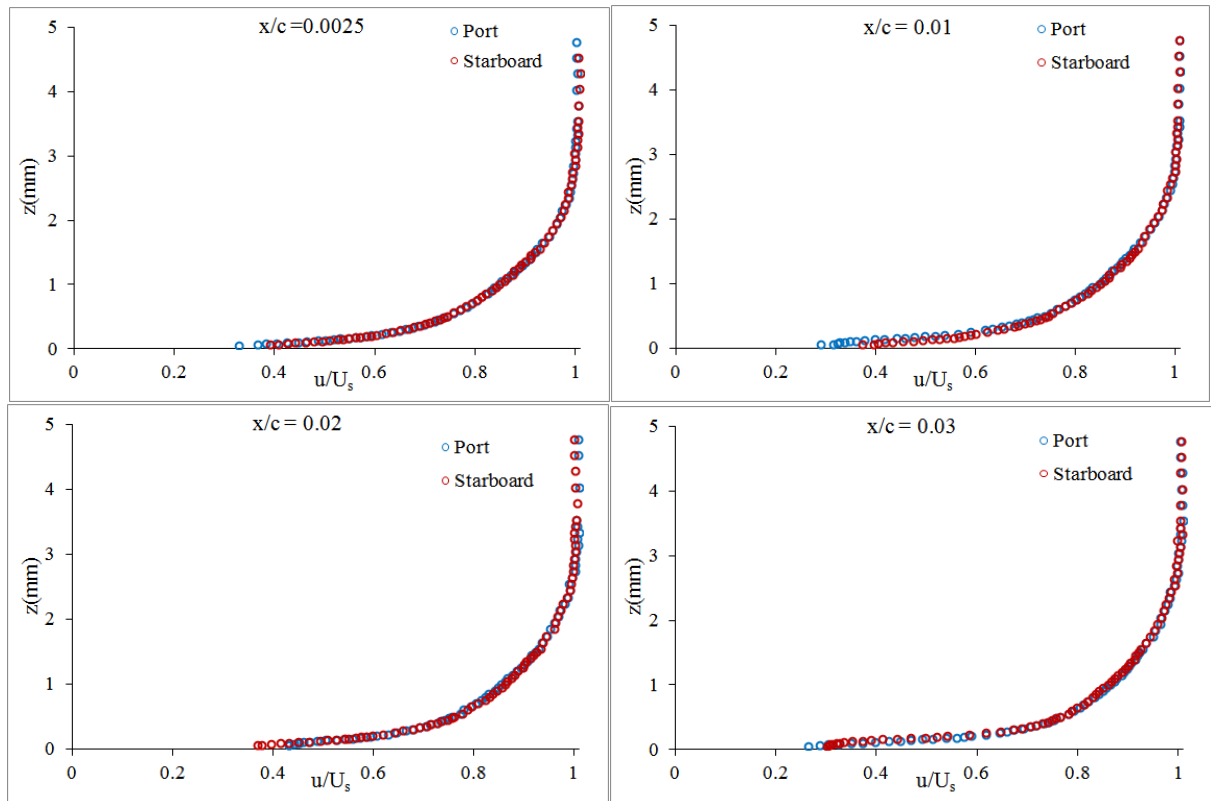 x/c =0.0025
Port
Starboard
z(mm)
5
4
3
2
1
0
0 0.2 0.4 0.6 0.8 1
u/Uₛ
x/c = 0.01
Port
Starboard
z(mm)
5
4
3
2
1
0
0 0.2 0.4 0.6 0.8 1
u/Uₛ
x/c = 0.02
Port
Starboard
z(mm)
5
4
3
2
1
0
0 0.2 0.4 0.6 0.8 1
u/Uₛ
x/c = 0.03
Port
Starboard
z(mm)
5
4
3
2
1
0
0 0.2 0.4 0.6 0.8 1
u/Uₛ